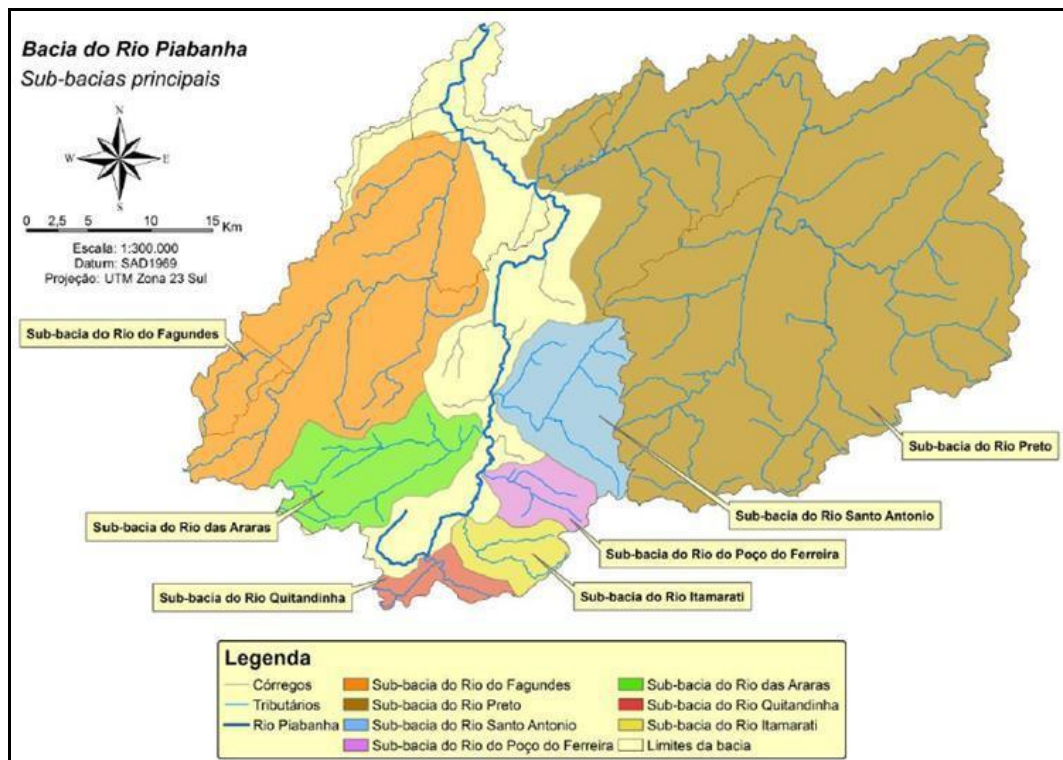 Bacia do Rio Piabanha
Sub-bacias principais
N
W
E
S
0 2,5 5 10 15 Km
Escala: 1:300.000
Datum: SAD1969
Projeção: UTM Zona 23 Sul
Sub-bacia do Rio do Fagundes
Sub-bacia do Rio Preto
Sub-bacia do Rio das Araras
Sub-bacia do Rio Santo Antonio
Sub-bacia do Rio do Poço do Ferreira
Sub-bacia do Rio Quitandinha
Sub-bacia do Rio Itamarati
Legenda
Córregos
Tributários
Rio Piabanha
Sub-bacia do Rio do Fagundes
Sub-bacia do Rio Preto
Sub-bacia do Rio Santo Antonio
Sub-bacia do Rio do Poço do Ferreira
Sub-bacia do Rio das Araras
Sub-bacia do Rio Quitandinha
Sub-bacia do Rio Itamarati
Limites da bacia